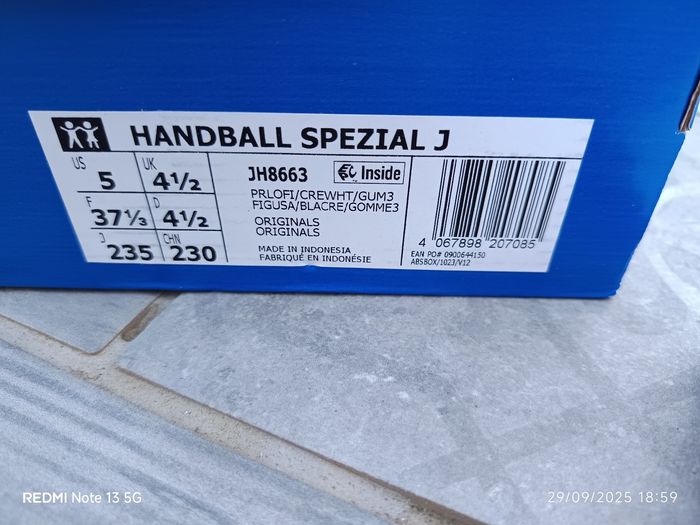 HANDBALL SPEZIAL J
US 5 UK 4½
F 37⅓ D 4½
J 235 CHN 230
JH8663 Inside
PRLOFI/CREWHT/GUM3
FIGUSA/BLACRE/GOMME3
ORIGINALS
ORIGINALS
MADE IN INDONESIA
FABRIQUÉ EN INDONÉSIE
4 067898 207085
EAN PO# 0900644150
ABSBOX/1023/V12
REDMI Note 13 5G
29/09/2025 18:59